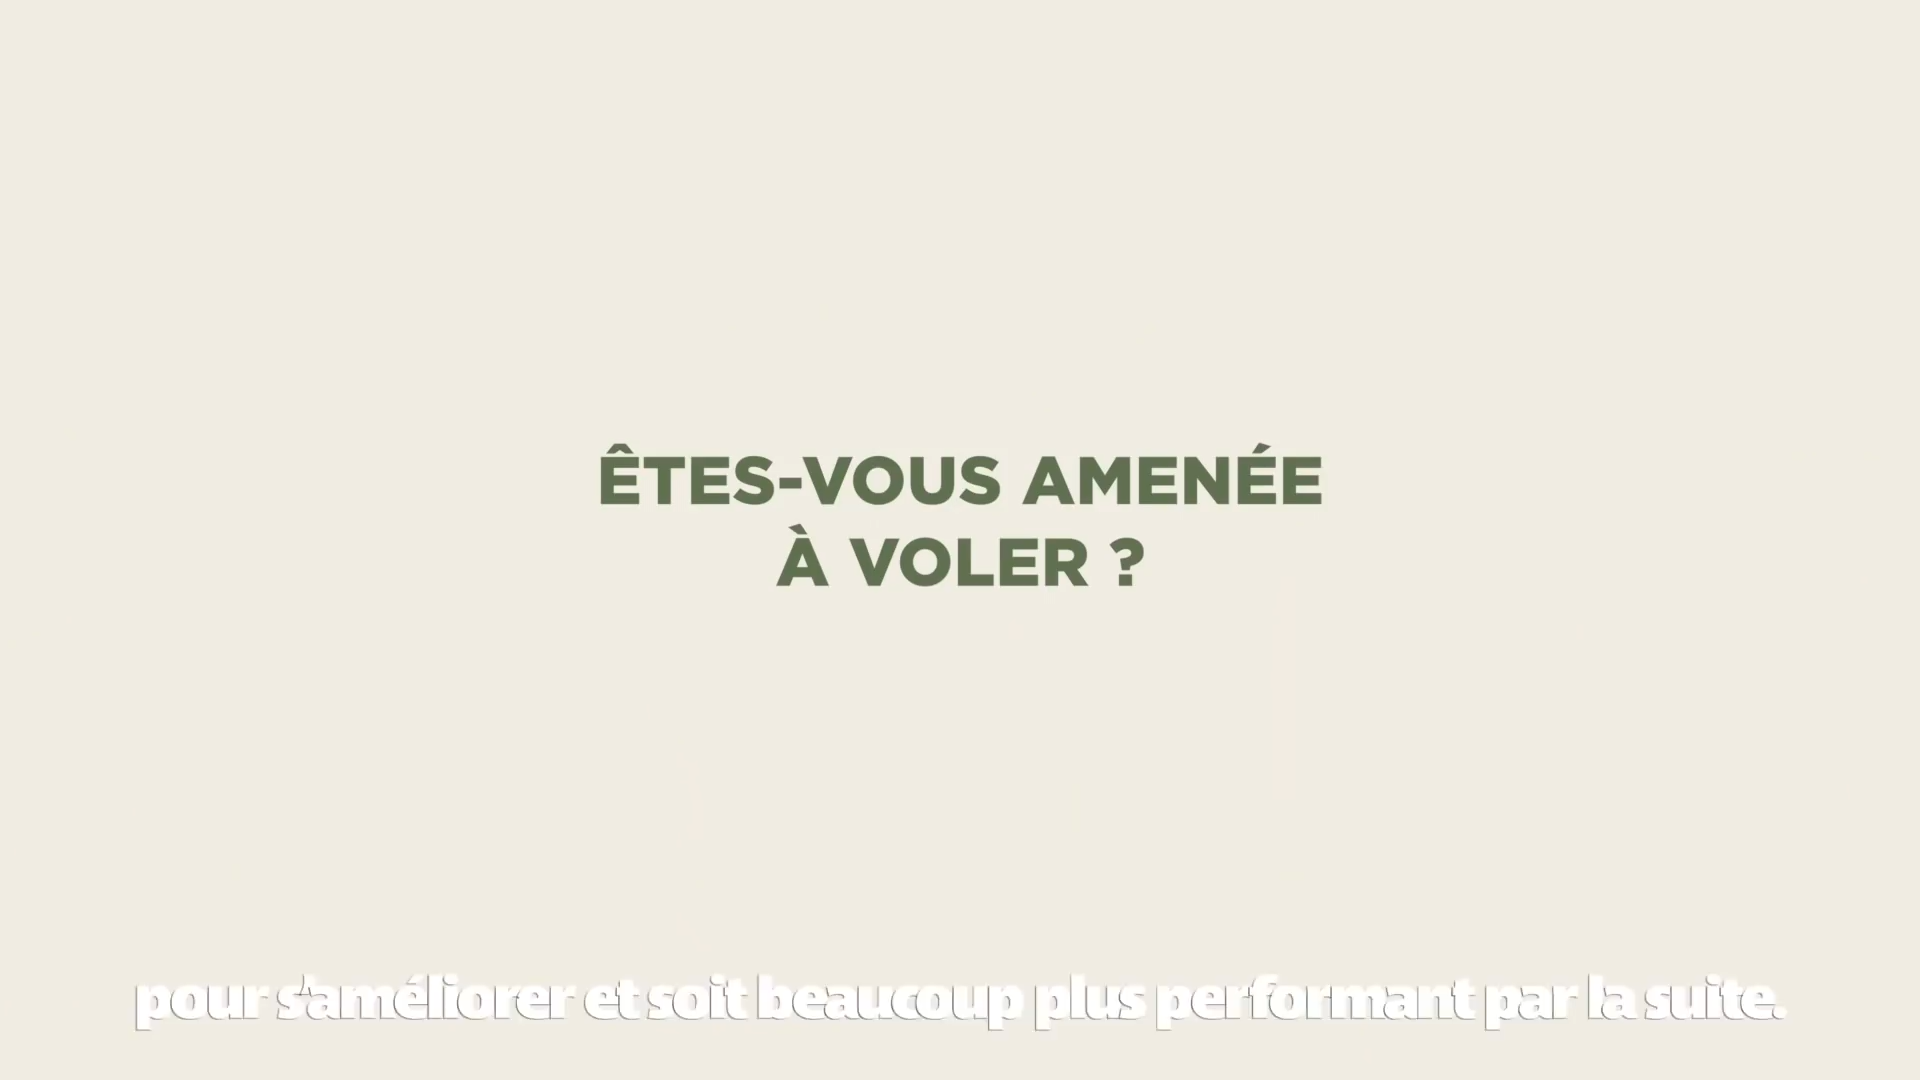 ÊTES-VOUS AMENÉE
À VOLER ?
pour s'améliorer et soit beaucoup plus performant par la suite.